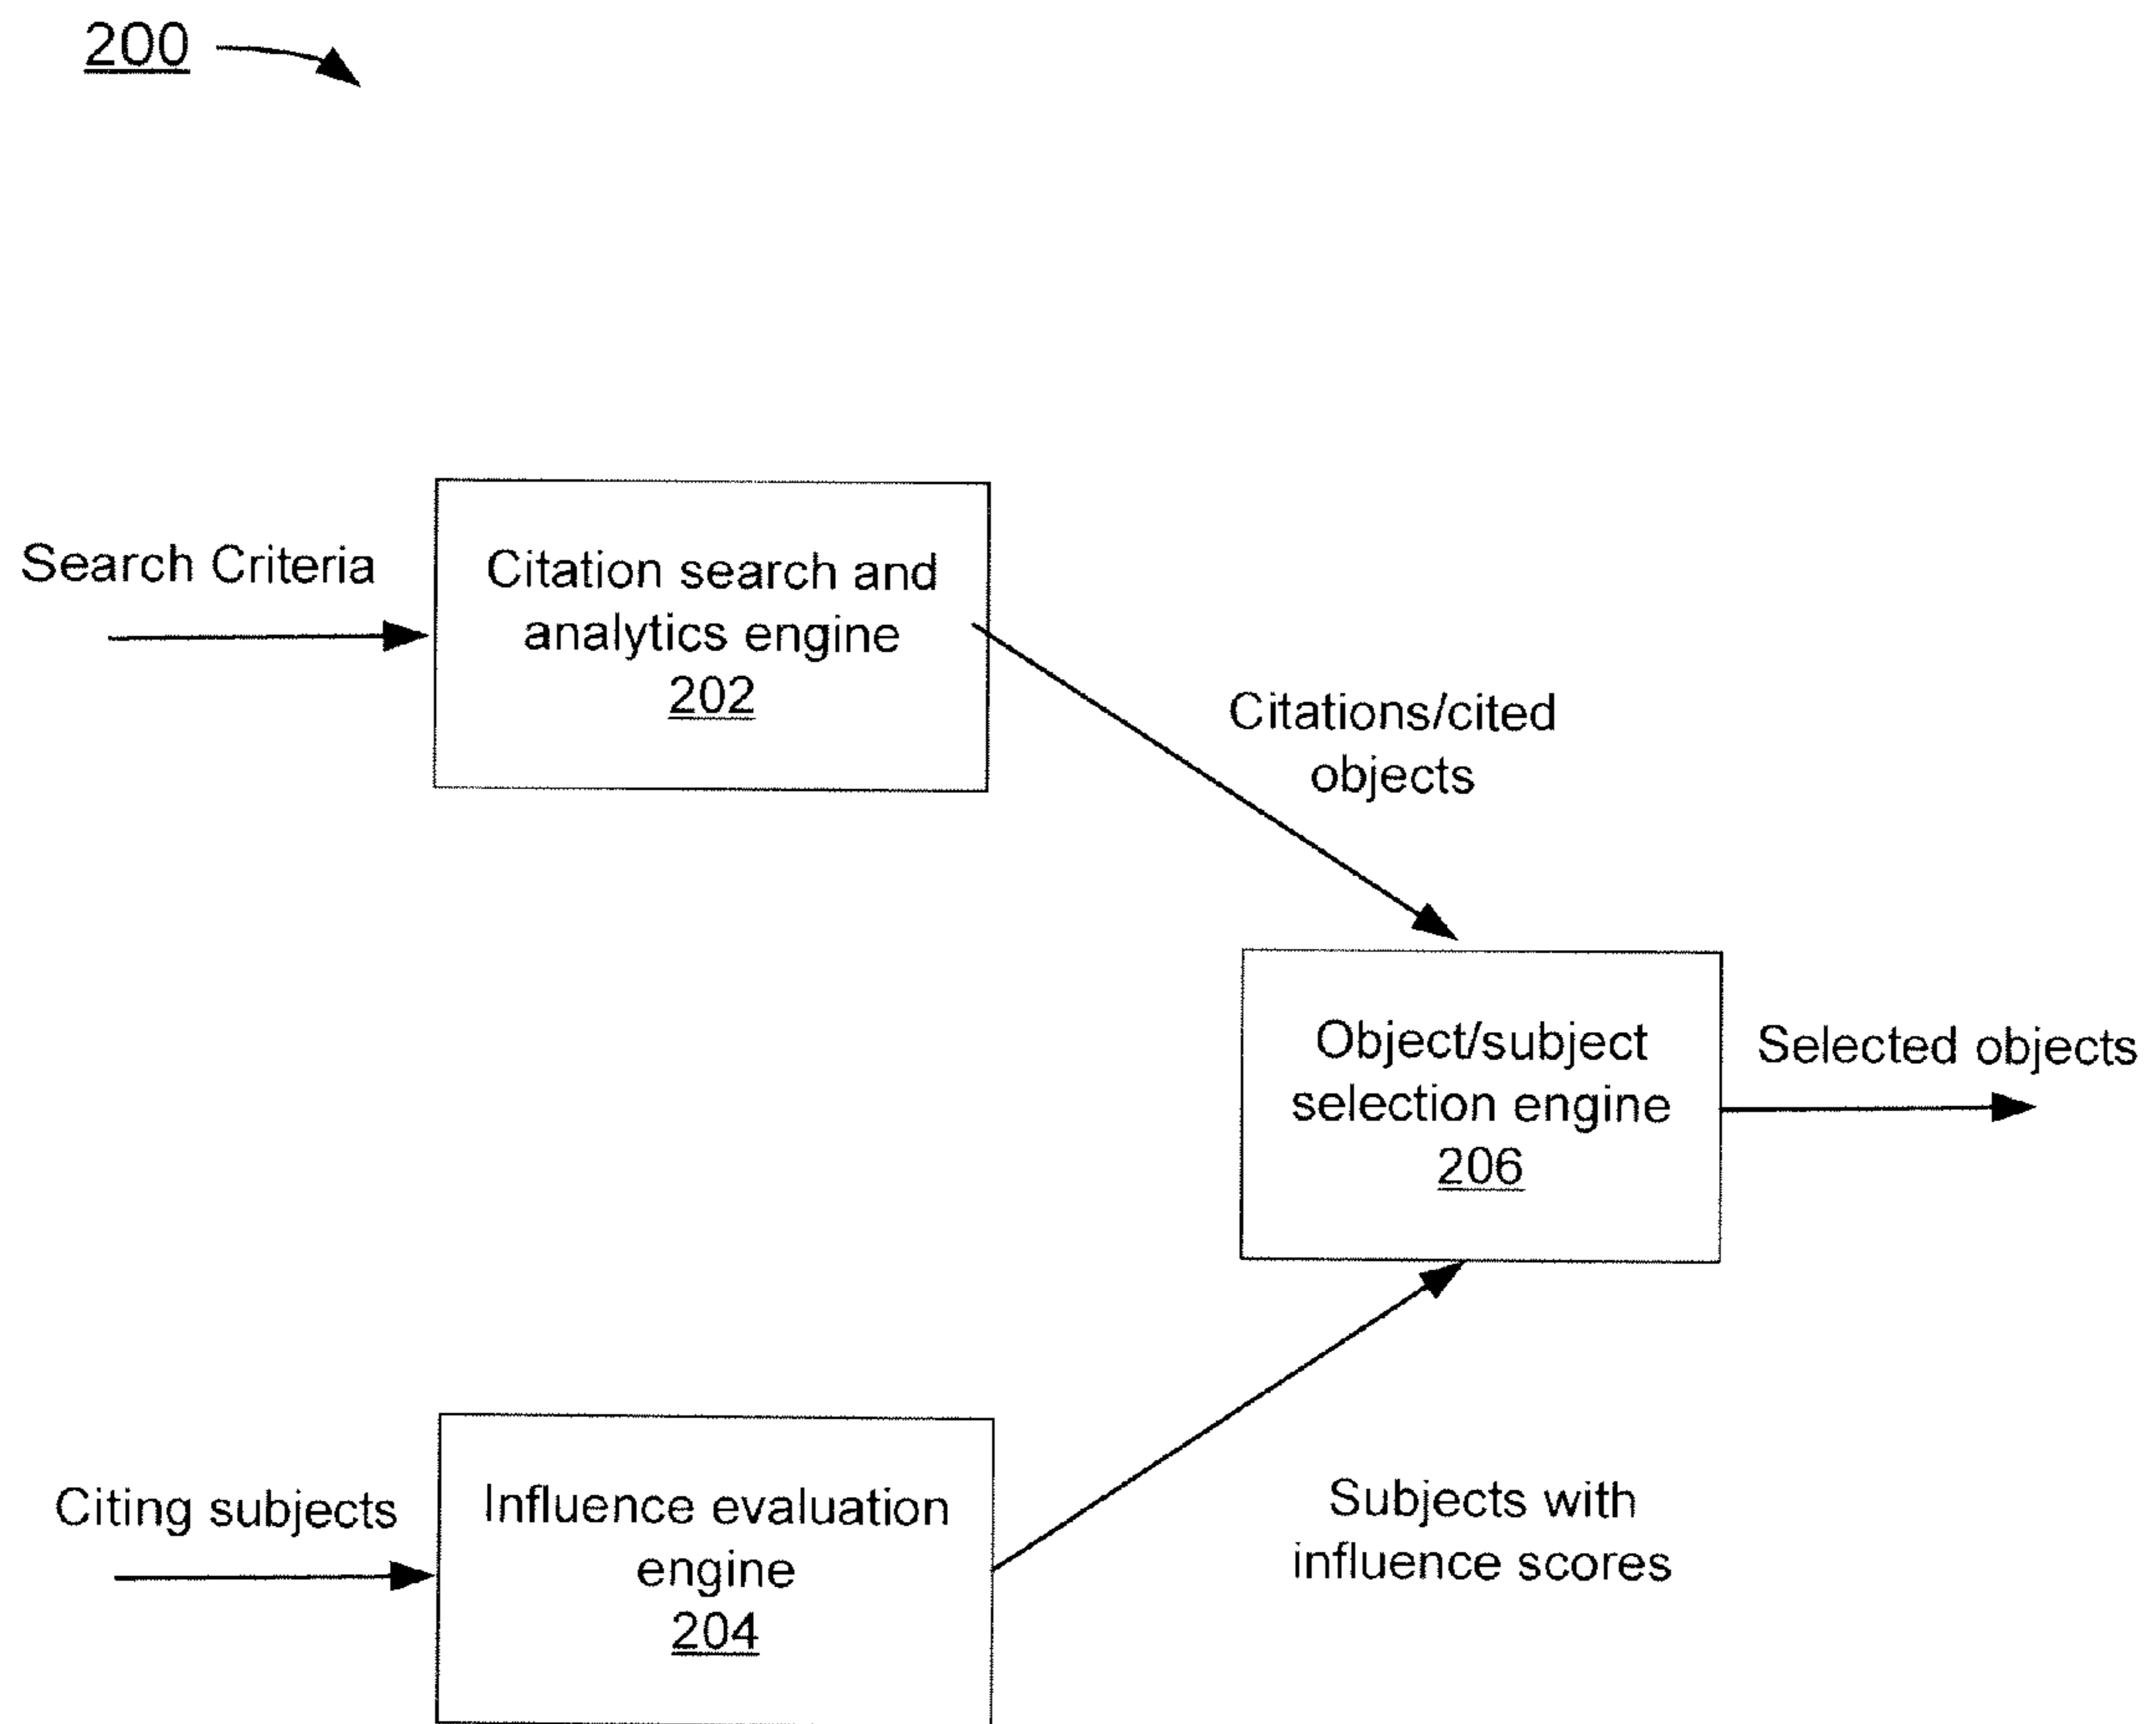 200
Search Criteria
Citation search and
analytics engine
202
Citations/cited
objects
Object/subject
selection engine
206
Selected objects
Citing subjects
Influence evaluation
engine
204
Subjects with
influence scores